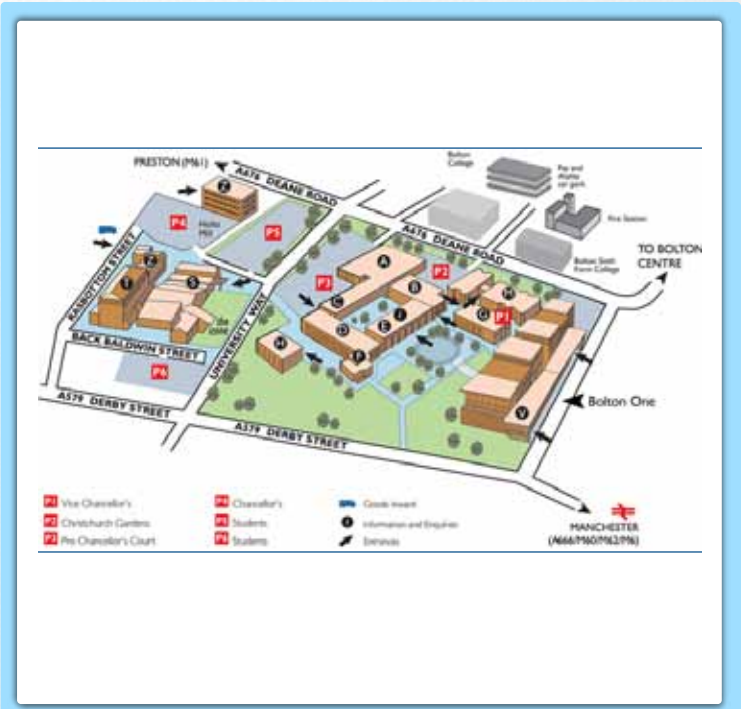 PRESTON (M61)
A676 DEANE ROAD
Bolton
College
Pay and
display
car park
Fire Station
Bolton Sixth
Form College
TO BOLTON
CENTRE
A676 DEANE ROAD
Z
P4
P5
P3
P2
P1
P6
KASBOTTOM STREET
BACK BALDWIN STREET
UNIVERSITY WAY
A579 DERBY STREET
A579 DERBY STREET
T
S
A
B
C
D
E
i
F
G
H
V
Bolton One
P1 Vice Chancellor's
P2 Christchurch Gardens
P3 Pro Chancellor's Court
P4 Chancellor's
P5 Students
P6 Students
Goods inward
i Information and Enquiries
Entrances
MANCHESTER
(A666/M60/M62/M6)